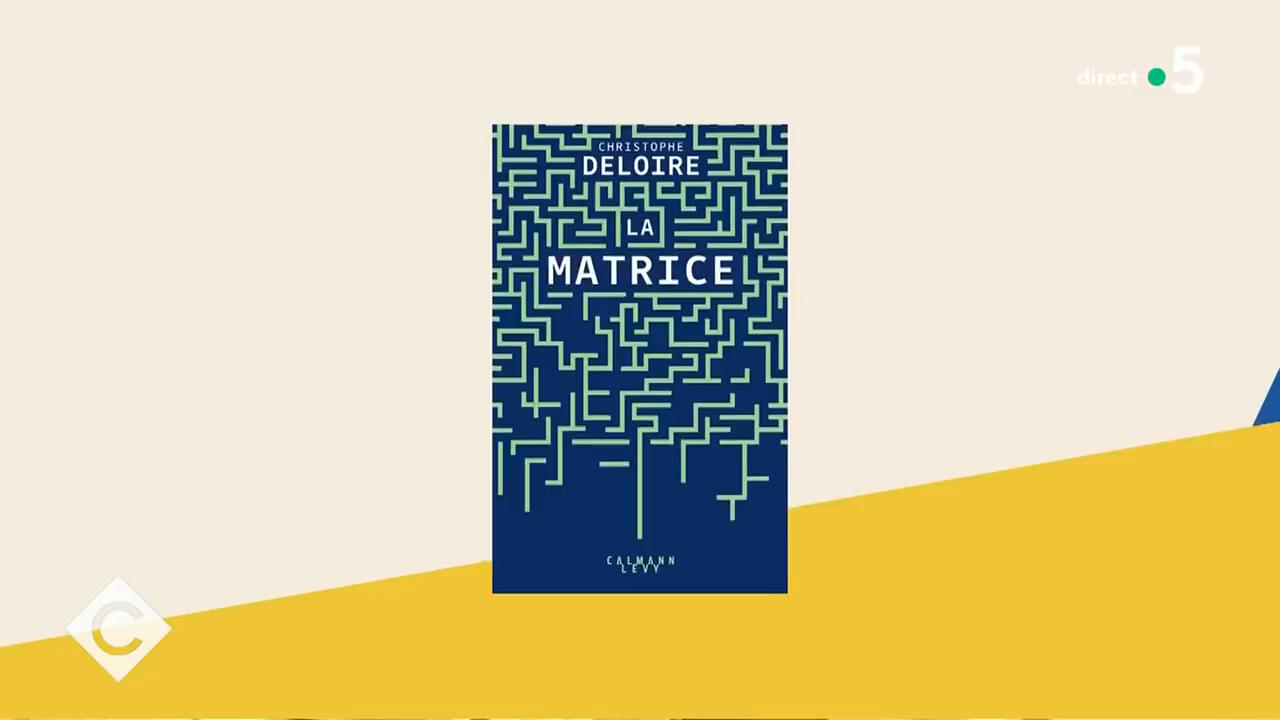 direct 5
CHRISTOPHE
DELOIRE
LA
MATRICE
CALMANN
LEVY
C